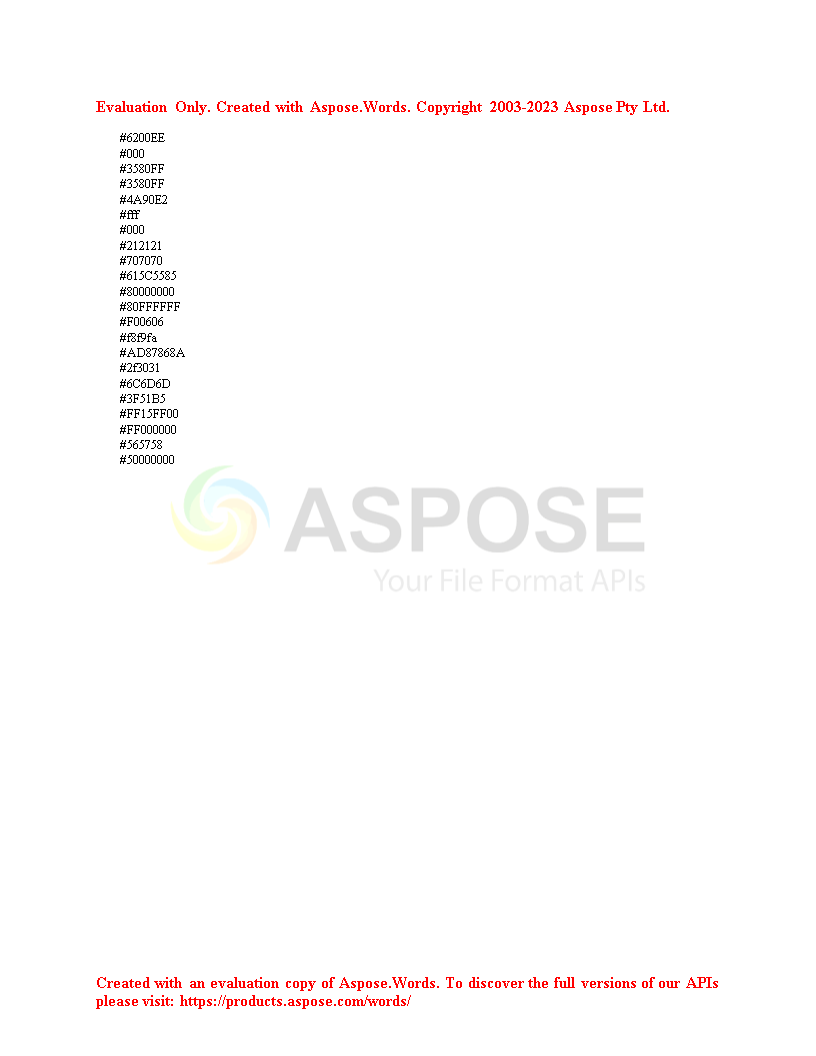 Evaluation Only. Created with Aspose.Words. Copyright 2003-2023 Aspose Pty Ltd.
#6200EE
#000
#3580FF
#3580FF
#4A90E2
#fff
#000
#212121
#707070
#615C5585
#80000000
#80FFFFFF
#F00606
#f8f9fa
#AD87868A
#2f3031
#6C6D6D
#3F51B5
#FF15FF00
#FF000000
#565758
#50000000
ASPOSE
Your File Format APIs
Created with an evaluation copy of Aspose.Words. To discover the full versions of our APIs
please visit: https://products.aspose.com/words/